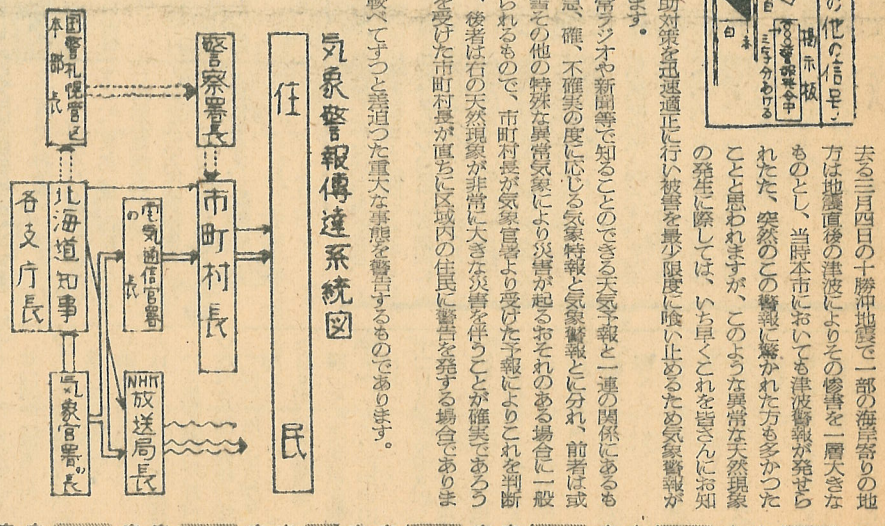 の他の信号
掲示板
〇〇警報発令中
三十分あける
白
赤
白
去る三月四日の十勝沖地震で一部の海岸寄りの地
方は地震直後の津波によりその惨害を一層大きな
ものとし、当時本市においても津波警報が発せら
れたた、突然のこの警報に驚かれた方も多かつた
ことと思われますが、このような異常な天然現象
の発生に際しては、いち早くこれを皆さんにお知
助対策を迅速適正に行い被害を最少限度に喰い止めるため気象警報が
ます。
常ラジオや新聞等で知ることのできる天気予報と一連の関係にあるも
急、確、不確実の度に応じる気象特報と気象警報とに分れ、前者は或
書その他の特殊な異常気象により災害が起るおそれのある場合に一般
られるもので、市町村長が気象官署より受けた予報によりこれを判断
、後者は右の天然現象が非常に大きな災害を伴うことが確実であろう
を受けた市町村長が直ちに区域内の住民に警告を発する場合でありま
較べてずつと差迫つた重大な事態を警告するものであります。
気象警報傳達系統図
住民
警察署長
市町村長
国警札幌管区本部長
電気通信官署の長
NHK放送局長
北海道知事
各支庁長
気象官署の長